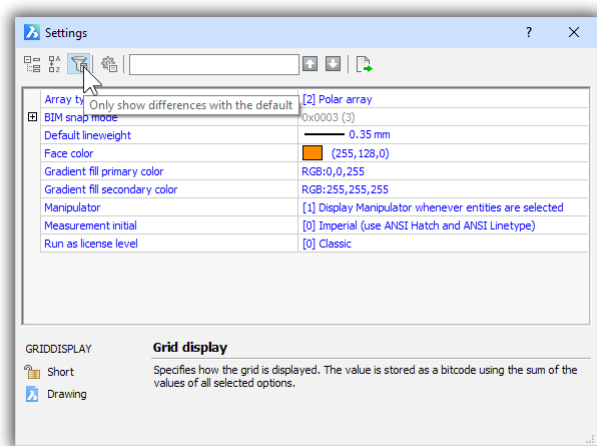 Settings
?
Array ty
[2] Polar array
Only show differences with the default
BIM snap mode
0x0003 (3)
Default lineweight
0.35 mm
Face color
(255,128,0)
Gradient fill primary color
RGB:0,0,255
Gradient fill secondary color
RGB:255,255,255
Manipulator
[1] Display Manipulator whenever entities are selected
Measurement initial
[0] Imperial (use ANSI Hatch and ANSI Linetype)
Run as license level
[0] Classic
GRIDDISPLAY
Grid display
Short
Specifies how the grid is displayed. The value is stored as a bitcode using the sum of the
values of all selected options.
Drawing